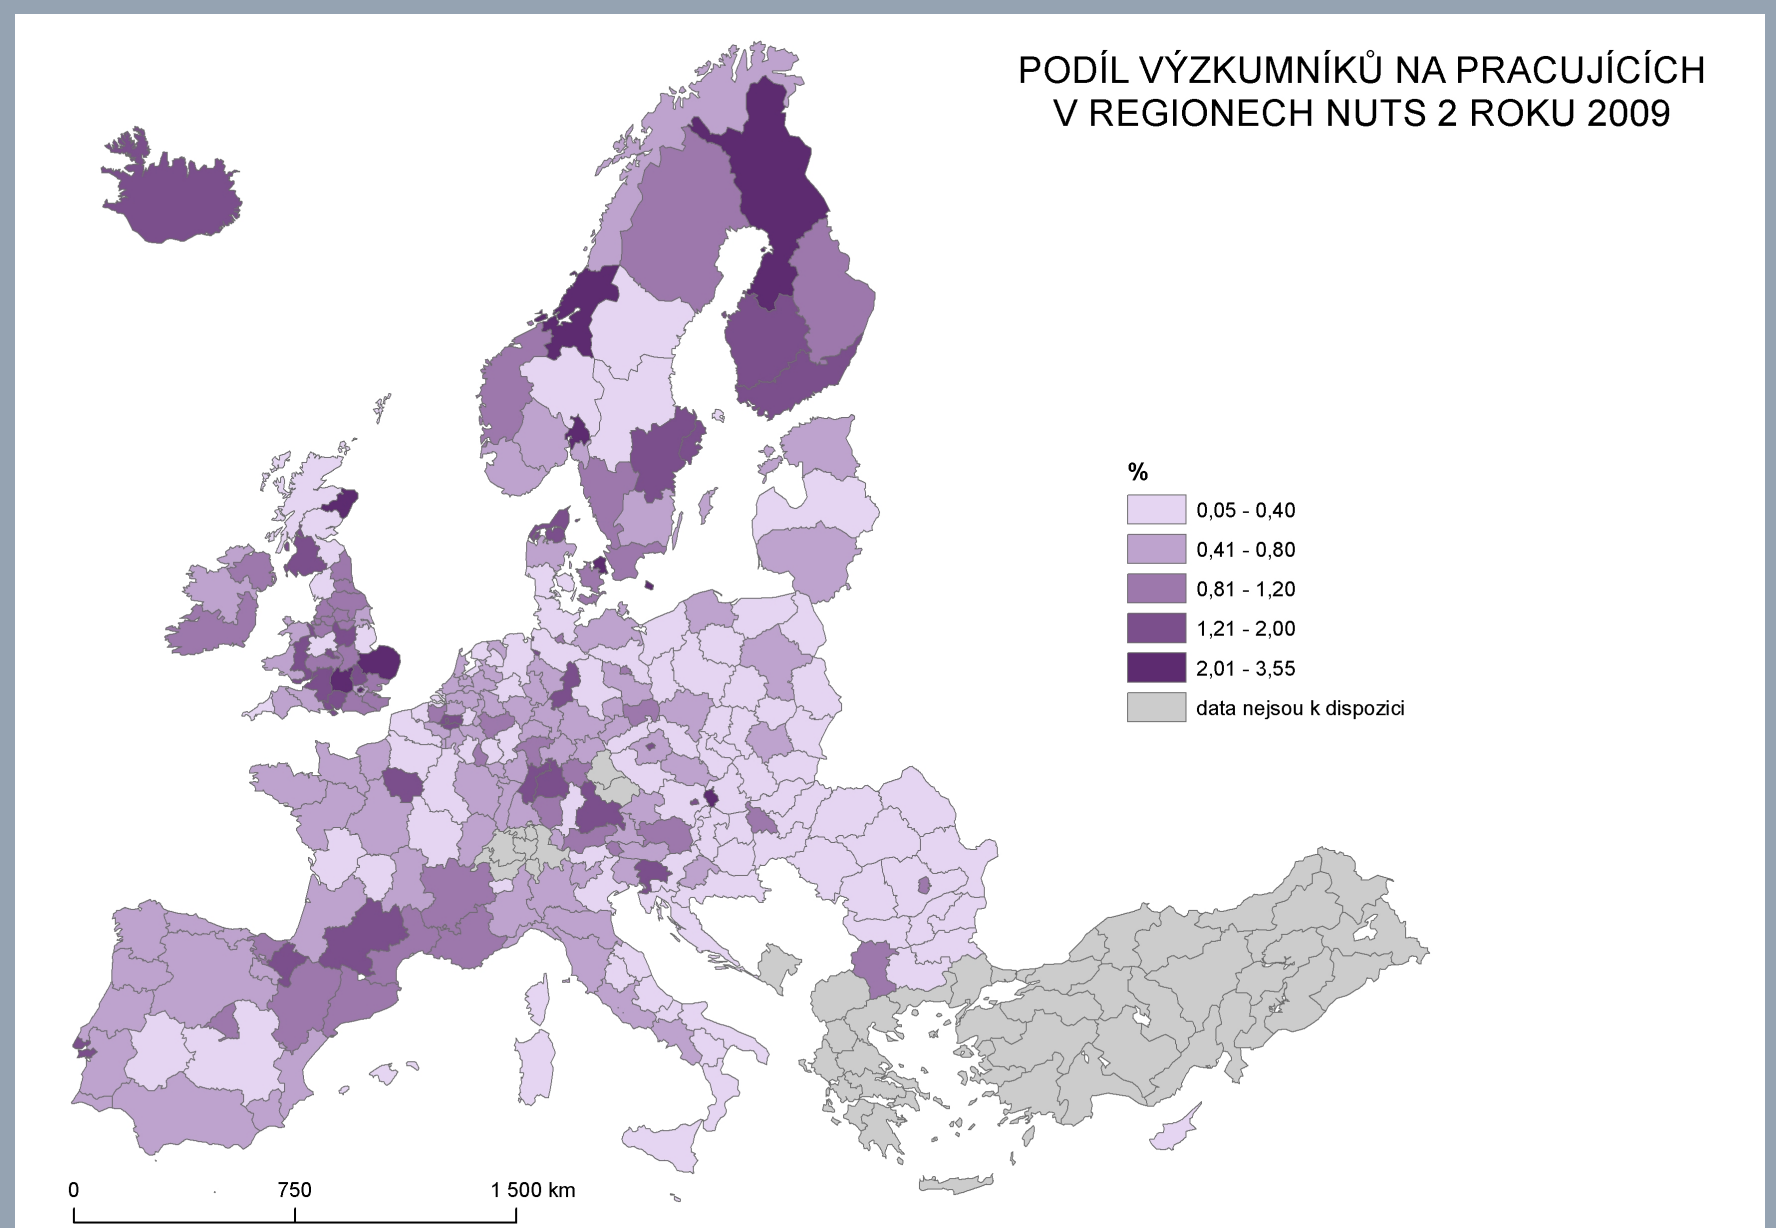 PODÍL VÝZKUMNÍKŮ NA PRACUJÍCÍCH
V REGIONECH NUTS 2 ROKU 2009
%
0,05 - 0,40
0,41 - 0,80
0,81 - 1,20
1,21 - 2,00
2,01 - 3,55
data nejsou k dispozici
0 750 1 500 km